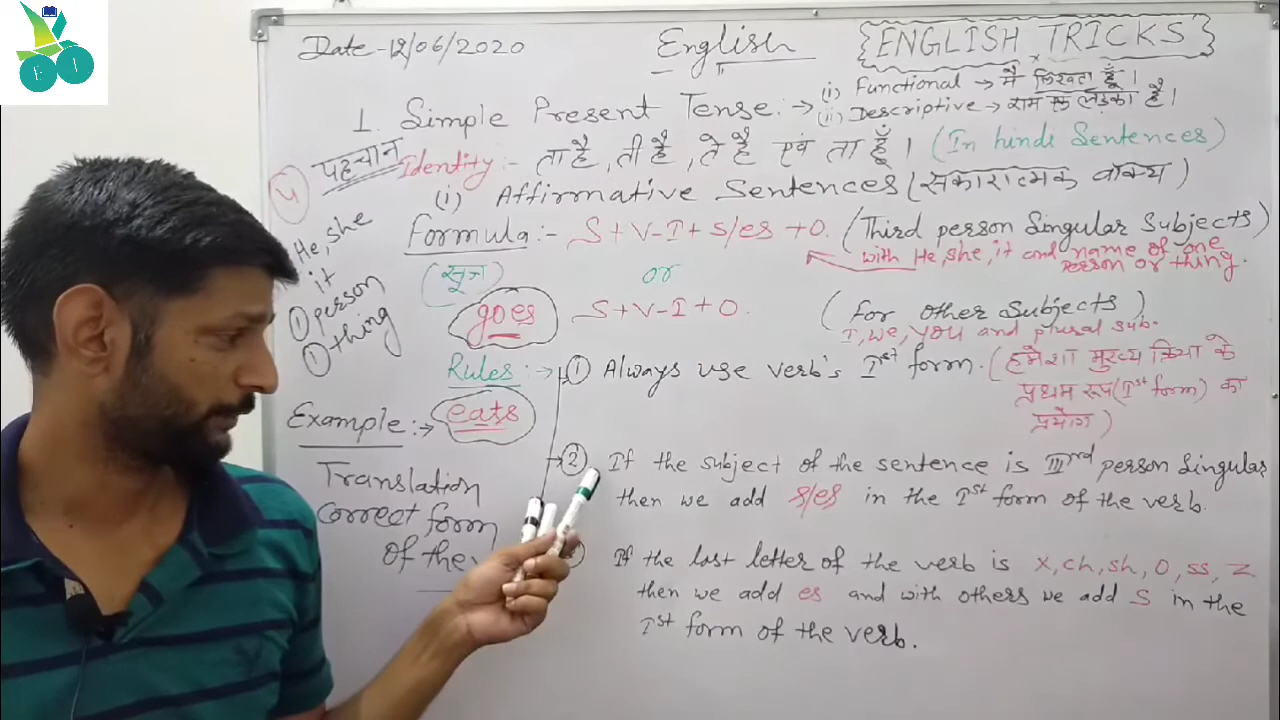 Date-12/06/2020
English
ENGLISH TRICKS
1. Simple Present Tense:→ (i) Functional → मै लिखता हूँ।
(ii) Descriptive → राम एक लड़का है।
पहचान
Identity:- ता है, ती है, ते है एवं ता हूँ। (In hindi Sentences)
(i) Affirmative Sentences (सकारात्मक वाक्य)
He, she
it
① person
① thing
Formula:- S+V-I+s/es+O. (Third person Singular Subjects)
with He, she, it and name of one
Person or thing.
(सूत्र)
or
goes
S+V-I+O. (for other Subjects)
I, we, you and plural sub.
Rules:→ ① Always use verb's Ist form. (हमेशा मुख्य क्रिया के
प्रथम रूप(Ist form) का
प्रयोग)
Example:→ eats
Translation
Correct form
of the
② If the subject of the sentence is IIIrd person singular
then we add s/es in the Ist form of the verb.
If the last letter of the verb is x, ch, sh, o, ss, z
then we add es and with others we add s in the
Ist form of the verb.